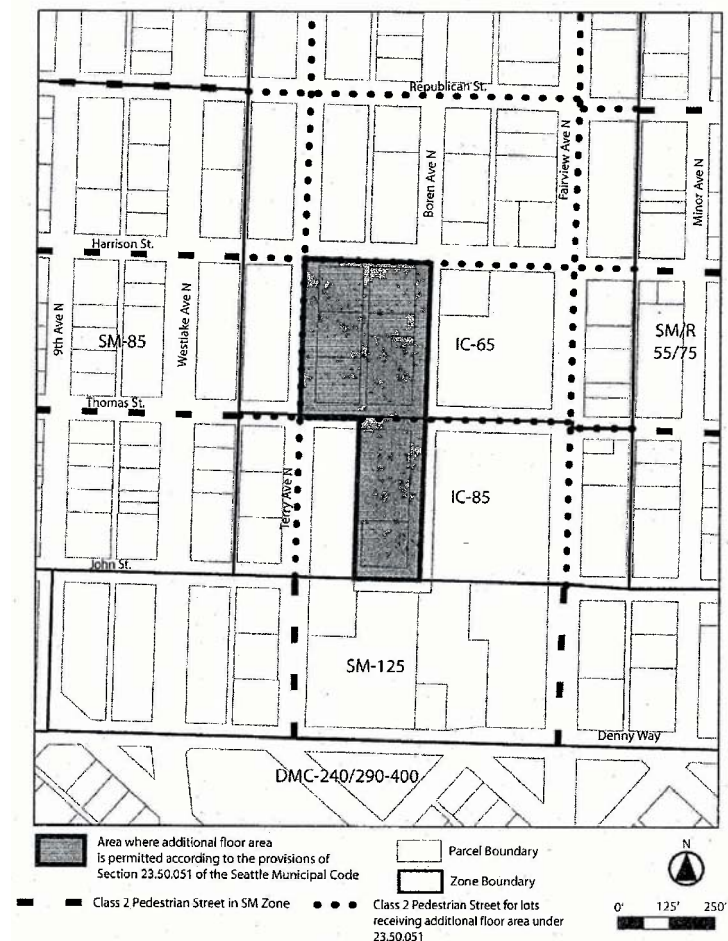 Republican St.
Boren Ave N
Fairview Ave N
Minor Ave N
Harrison St.
9th Ave N
SM-85
Westlake Ave N
IC-65
SM/R
55/75
Thomas St.
Terry Ave N
IC-85
John St.
SM-125
Denny Way
DMC-240/290-400
Area where additional floor area
is permitted according to the provisions of
Section 23.50.051 of the Seattle Municipal Code
Parcel Boundary
Zone Boundary
N
Class 2 Pedestrian Street in SM Zone
Class 2 Pedestrian Street for lots
receiving additional floor area under
23.50.051
0' 125' 250'